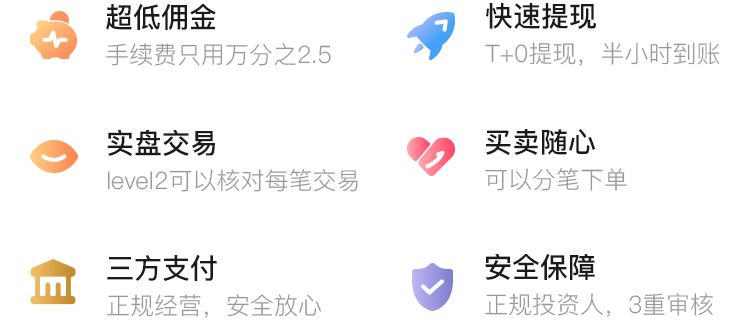 超低佣金
手续费只用万分之2.5
快速提现
T+0提现，半小时到账
实盘交易
level2可以核对每笔交易
买卖随心
可以分笔下单
三方支付
正规经营，安全放心
安全保障
正规投资人，3重审核